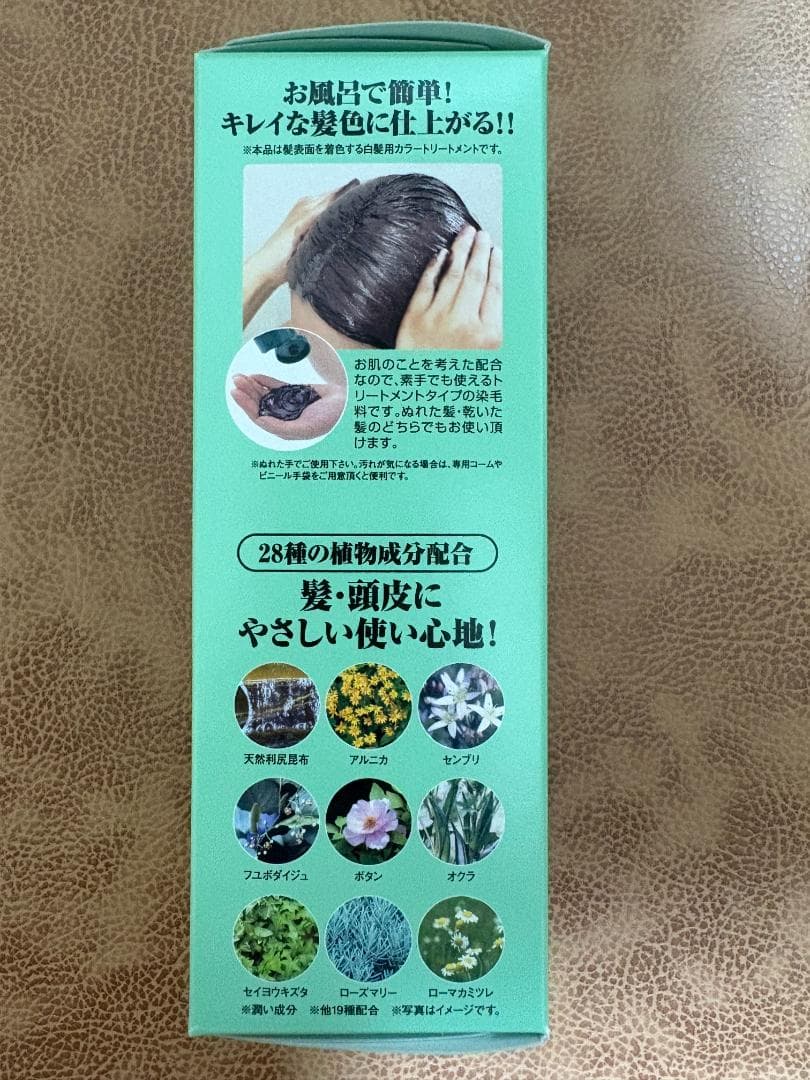 お風呂で簡単!
キレイな髪色に仕上がる!!
※本品は髪表面を着色する白髪用カラートリートメントです。
お肌のことを考えた配合
なので、素手でも使えるト
リートメントタイプの染毛
料です。ぬれた髪・乾いた
髪のどちらでもお使い頂
けます。
※ぬれた手でご使用下さい。汚れが気になる場合は、専用コームや
ビニール手袋をご用意頂くと便利です。
28種の植物成分配合
髪・頭皮に
やさしい使い心地!
天然利尻昆布 アルニカ センブリ
フユボダイジュ ボタン オクラ
セイヨウキズタ ローズマリー ローマカミツレ
※潤い成分 ※他19種配合 ※写真はイメージです。